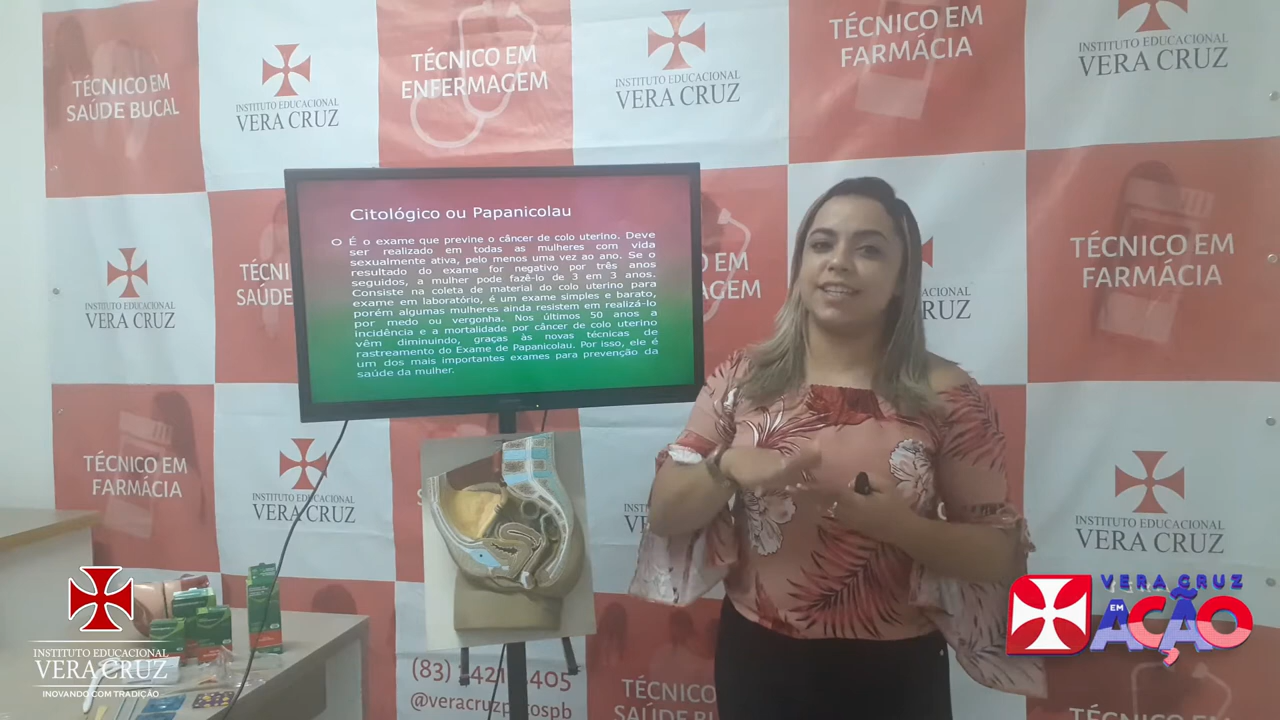 TÉCNICO EM
SAÚDE BUCAL
INSTITUTO EDUCACIONAL
VERA CRUZ
TÉCNICO EM
ENFERMAGEM
INSTITUTO EDUCACIONAL
VERA CRUZ
TÉCNICO EM
FARMÁCIA
INSTITUTO EDUCACIONAL
VERA CRUZ
Citológico ou Papanicolau
É o exame que previne o câncer de colo uterino. Deve
ser realizado em todas as mulheres com vida
sexualmente ativa, pelo menos uma vez ao ano. Se o
resultado do exame for negativo por três anos
seguidos, a mulher pode fazê-lo de 3 em 3 anos.
Consiste na coleta de material do colo uterino para
exame em laboratório, é um exame simples e barato,
porém algumas mulheres ainda resistem em realizá-lo
por medo ou vergonha. Nos últimos 50 anos a
incidência e a mortalidade por câncer de colo uterino
vêm diminuindo, graças às novas técnicas de
rastreamento do Exame de Papanicolau. Por isso, ele é
um dos mais importantes exames para prevenção da
saúde da mulher.
INSTITUTO EDUCACIONAL
VERA CRUZ
TÉCNICO EM
FARMÁCIA
TÉCNICO EM
FARMÁCIA
INSTITUTO EDUCACIONAL
VERA CRUZ
INSTITUTO EDUCACIONAL
VERA CRUZ
INSTITUTO EDUCACIONAL
VERA CRUZ
INOVANDO COM TRADIÇÃO
(83)
@veracruz
TÉCNICO EM
SAÚDE BUCAL
VERA CRUZ
EM
AÇÃO